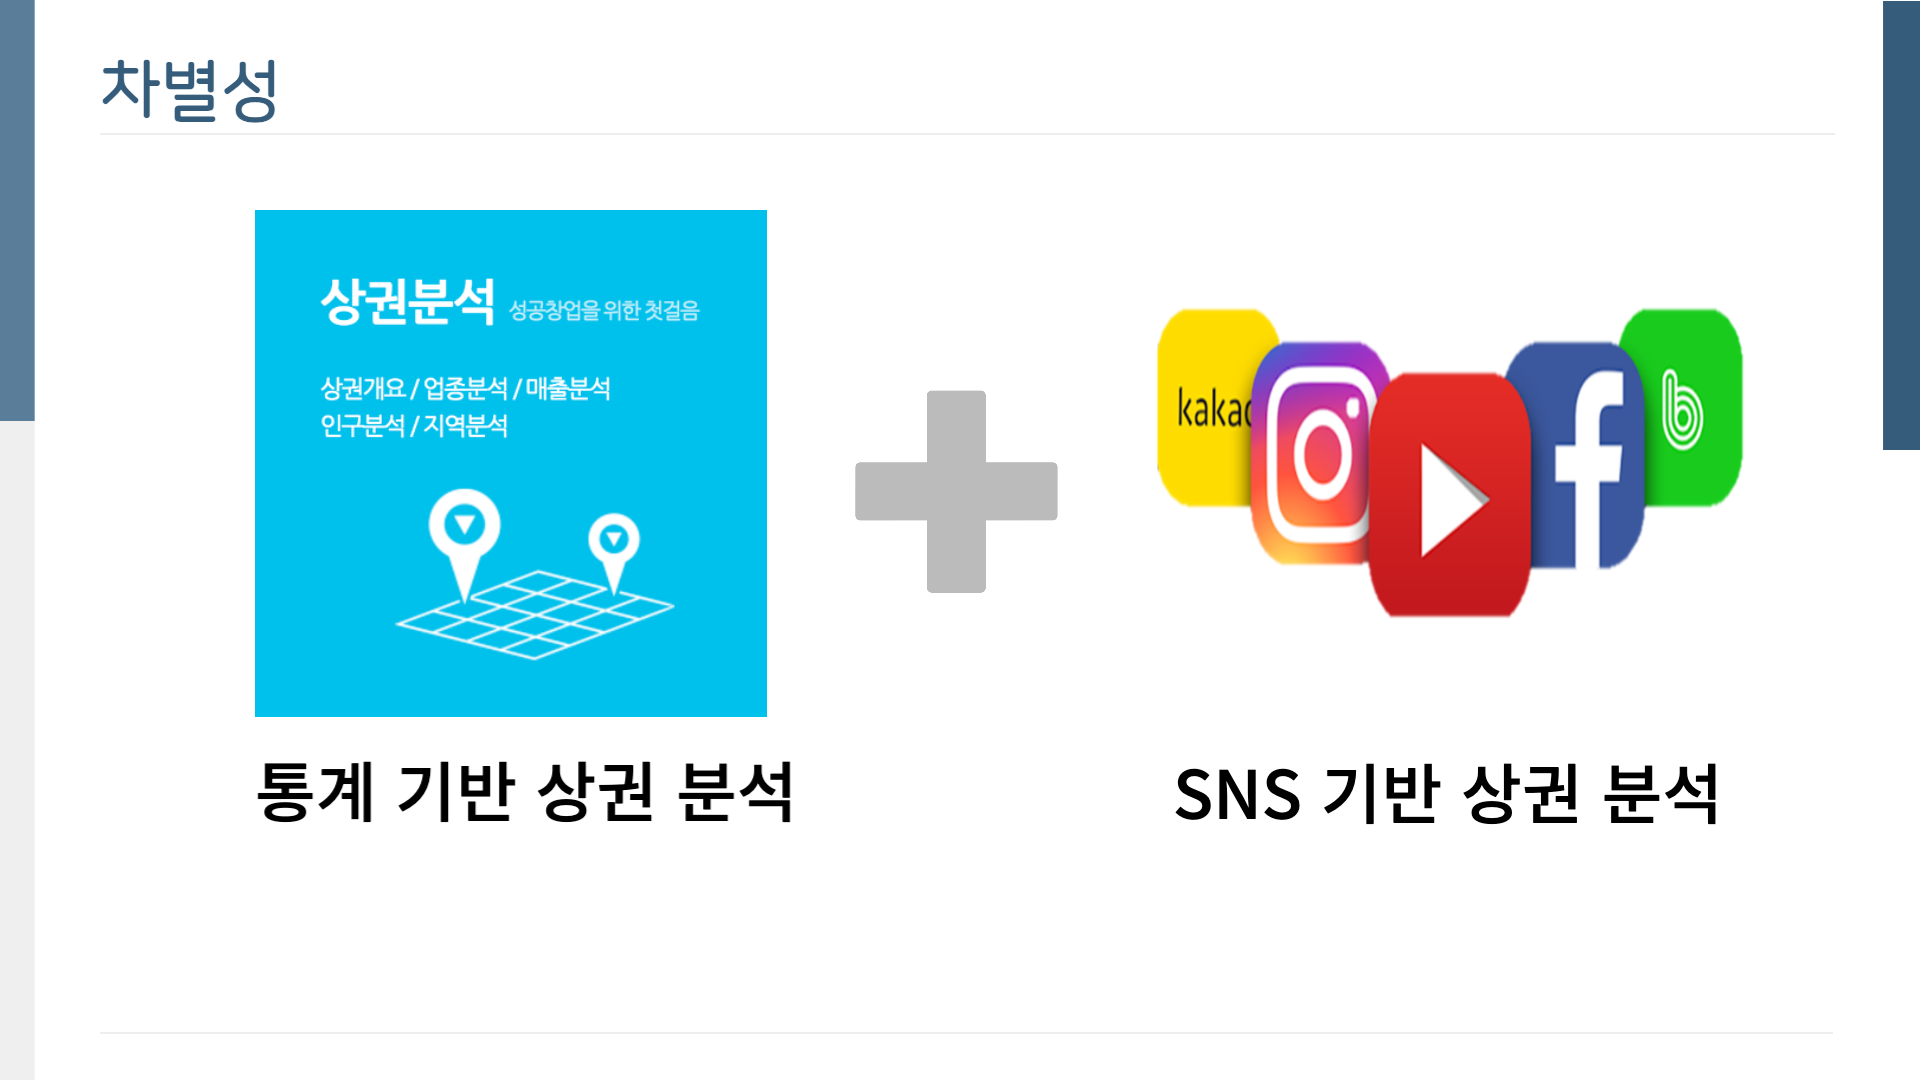 차별성
상권분석 성공창업을 위한 첫걸음
상권개요 / 업종분석 / 매출분석
인구분석 / 지역분석
kakao
통계 기반 상권 분석
SNS 기반 상권 분석